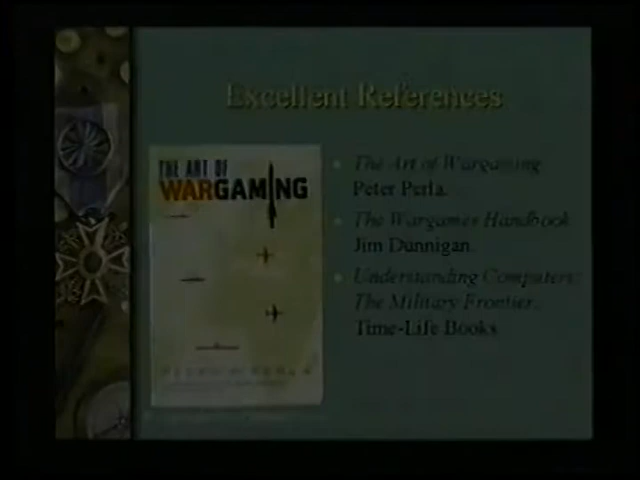 Excellent References
THE ART OF
WARGAMING
The Art of Wargaming
Peter Perla.
The Wargames Handbook
Jim Dunnigan.
Understanding Computers:
The Military Frontier.
Time-Life Books